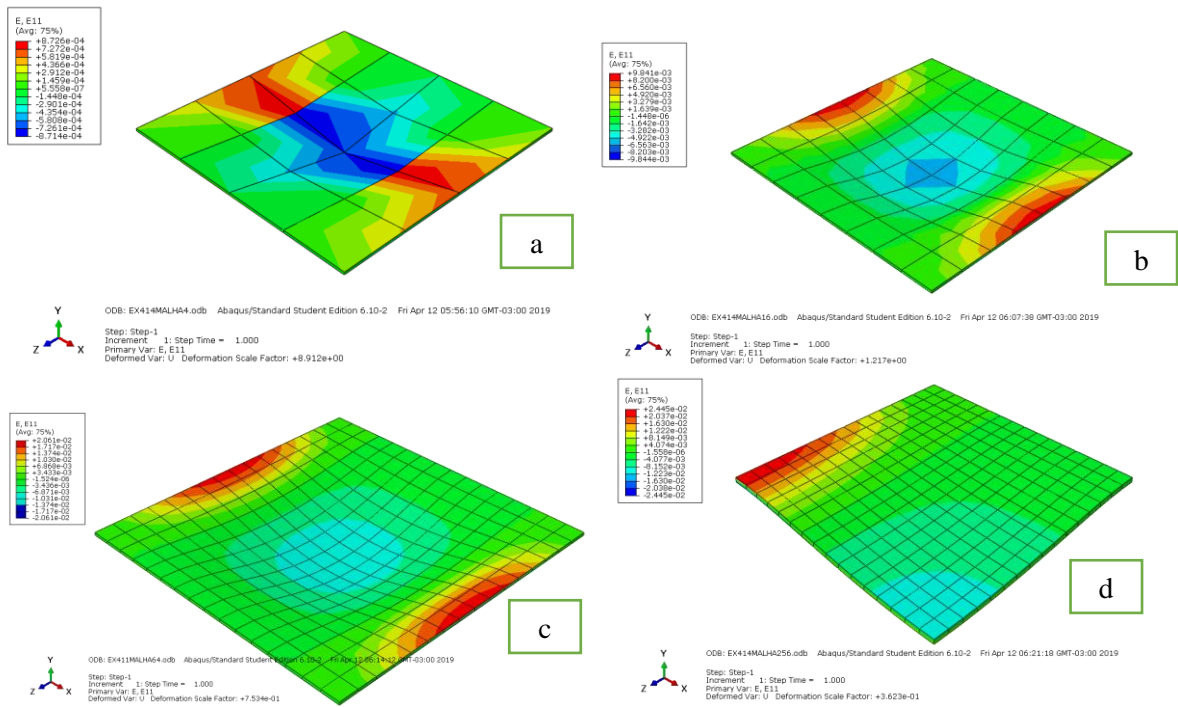 E, E11
(Avg: 75%)
+8.726e-04
+7.272e-04
+5.819e-04
+4.366e-04
+2.912e-04
+1.459e-04
+5.558e-07
-1.448e-04
-2.901e-04
-4.354e-04
-5.808e-04
-7.261e-04
-8.714e-04
a
Y
Z X
ODB: EX414MALHA4.odb Abaqus/Standard Student Edition 6.10-2 Fri Apr 12 05:56:10 GMT-03:00 2019
Step: Step-1
Increment 1: Step Time = 1.000
Primary Var: E, E11
Deformed Var: U Deformation Scale Factor: +8.912e+00
E, E11
(Avg: 75%)
+9.841e-03
+8.200e-03
+6.560e-03
+4.920e-03
+3.279e-03
+1.639e-03
-1.448e-06
-1.642e-03
-3.282e-03
-4.922e-03
-6.563e-03
-8.203e-03
-9.844e-03
b
Y
Z X
ODB: EX414MALHA16.odb Abaqus/Standard Student Edition 6.10-2 Fri Apr 12 06:07:38 GMT-03:00 2019
Step: Step-1
Increment 1: Step Time = 1.000
Primary Var: E, E11
Deformed Var: U Deformation Scale Factor: +1.217e+00
E, E11
(Avg: 75%)
+2.061e-02
+1.717e-02
+1.374e-02
+1.030e-02
+6.868e-03
+3.433e-03
-1.524e-06
-3.436e-03
-6.871e-03
-1.031e-02
-1.374e-02
-1.717e-02
-2.061e-02
c
Y
Z X
ODB: EX411MALHA64.odb Abaqus/Standard Student Edition 6.10-2 Fri Apr 12 06:14:12 GMT-03:00 2019
Step: Step-1
Increment 1: Step Time = 1.000
Primary Var: E, E11
Deformed Var: U Deformation Scale Factor: +7.534e-01
E, E11
(Avg: 75%)
+2.445e-02
+2.037e-02
+1.630e-02
+1.222e-02
+8.149e-03
+4.074e-03
-1.558e-06
-4.077e-03
-8.152e-03
-1.223e-02
-1.630e-02
-2.038e-02
-2.445e-02
d
Y
Z X
ODB: EX414MALHA256.odb Abaqus/Standard Student Edition 6.10-2 Fri Apr 12 06:21:18 GMT-03:00 2019
Step: Step-1
Increment 1: Step Time = 1.000
Primary Var: E, E11
Deformed Var: U Deformation Scale Factor: +3.623e-01